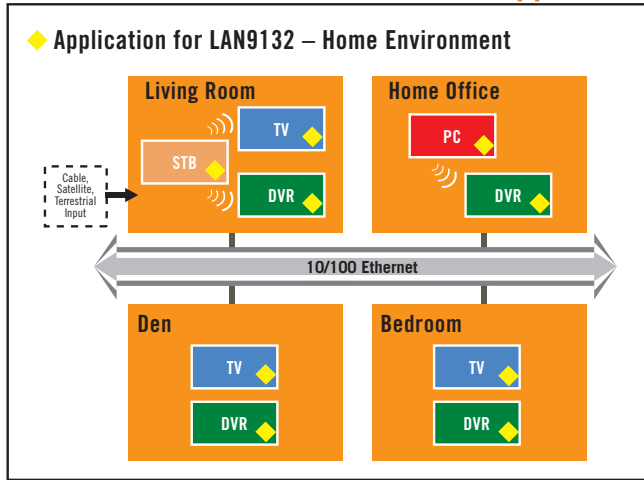 Application for LAN9132 – Home Environment
Living Room
Home Office
TV
STB
DVR
PC
DVR
Cable,
Satellite,
Terrestrial
Input
10/100 Ethernet
Den
Bedroom
TV
DVR
TV
DVR